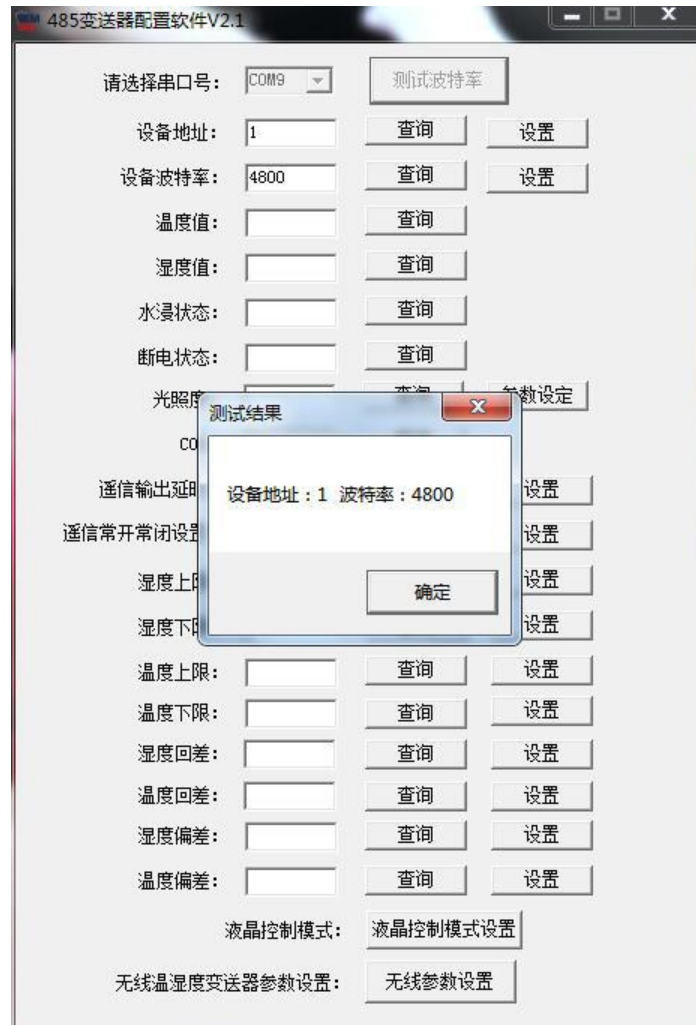 485变送器配置软件V2.1
请选择串口号： COM9 测试波特率
设备地址： 1 查询 设置
设备波特率： 4800 查询 设置
温度值： 查询
湿度值： 查询
水浸状态： 查询
断电状态： 查询
光照度 查询 参数设定
测试结果
CO
设备地址：1 波特率：4800
遥信输出延时 设置
遥信常开常闭设置 设置
确定
湿度上限 设置
湿度下限 设置
温度上限： 查询 设置
温度下限： 查询 设置
湿度回差： 查询 设置
温度回差： 查询 设置
湿度偏差： 查询 设置
温度偏差： 查询 设置
液晶控制模式： 液晶控制模式设置
无线温湿度变送器参数设置： 无线参数设置